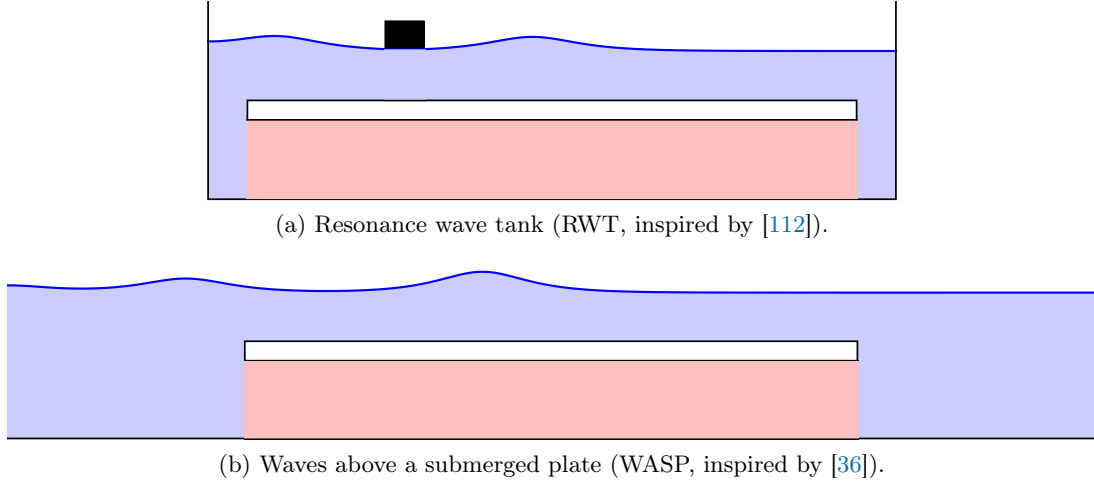 (a) Resonance wave tank (RWT, inspired by [112]).
(b) Waves above a submerged plate (WASP, inspired by [36]).